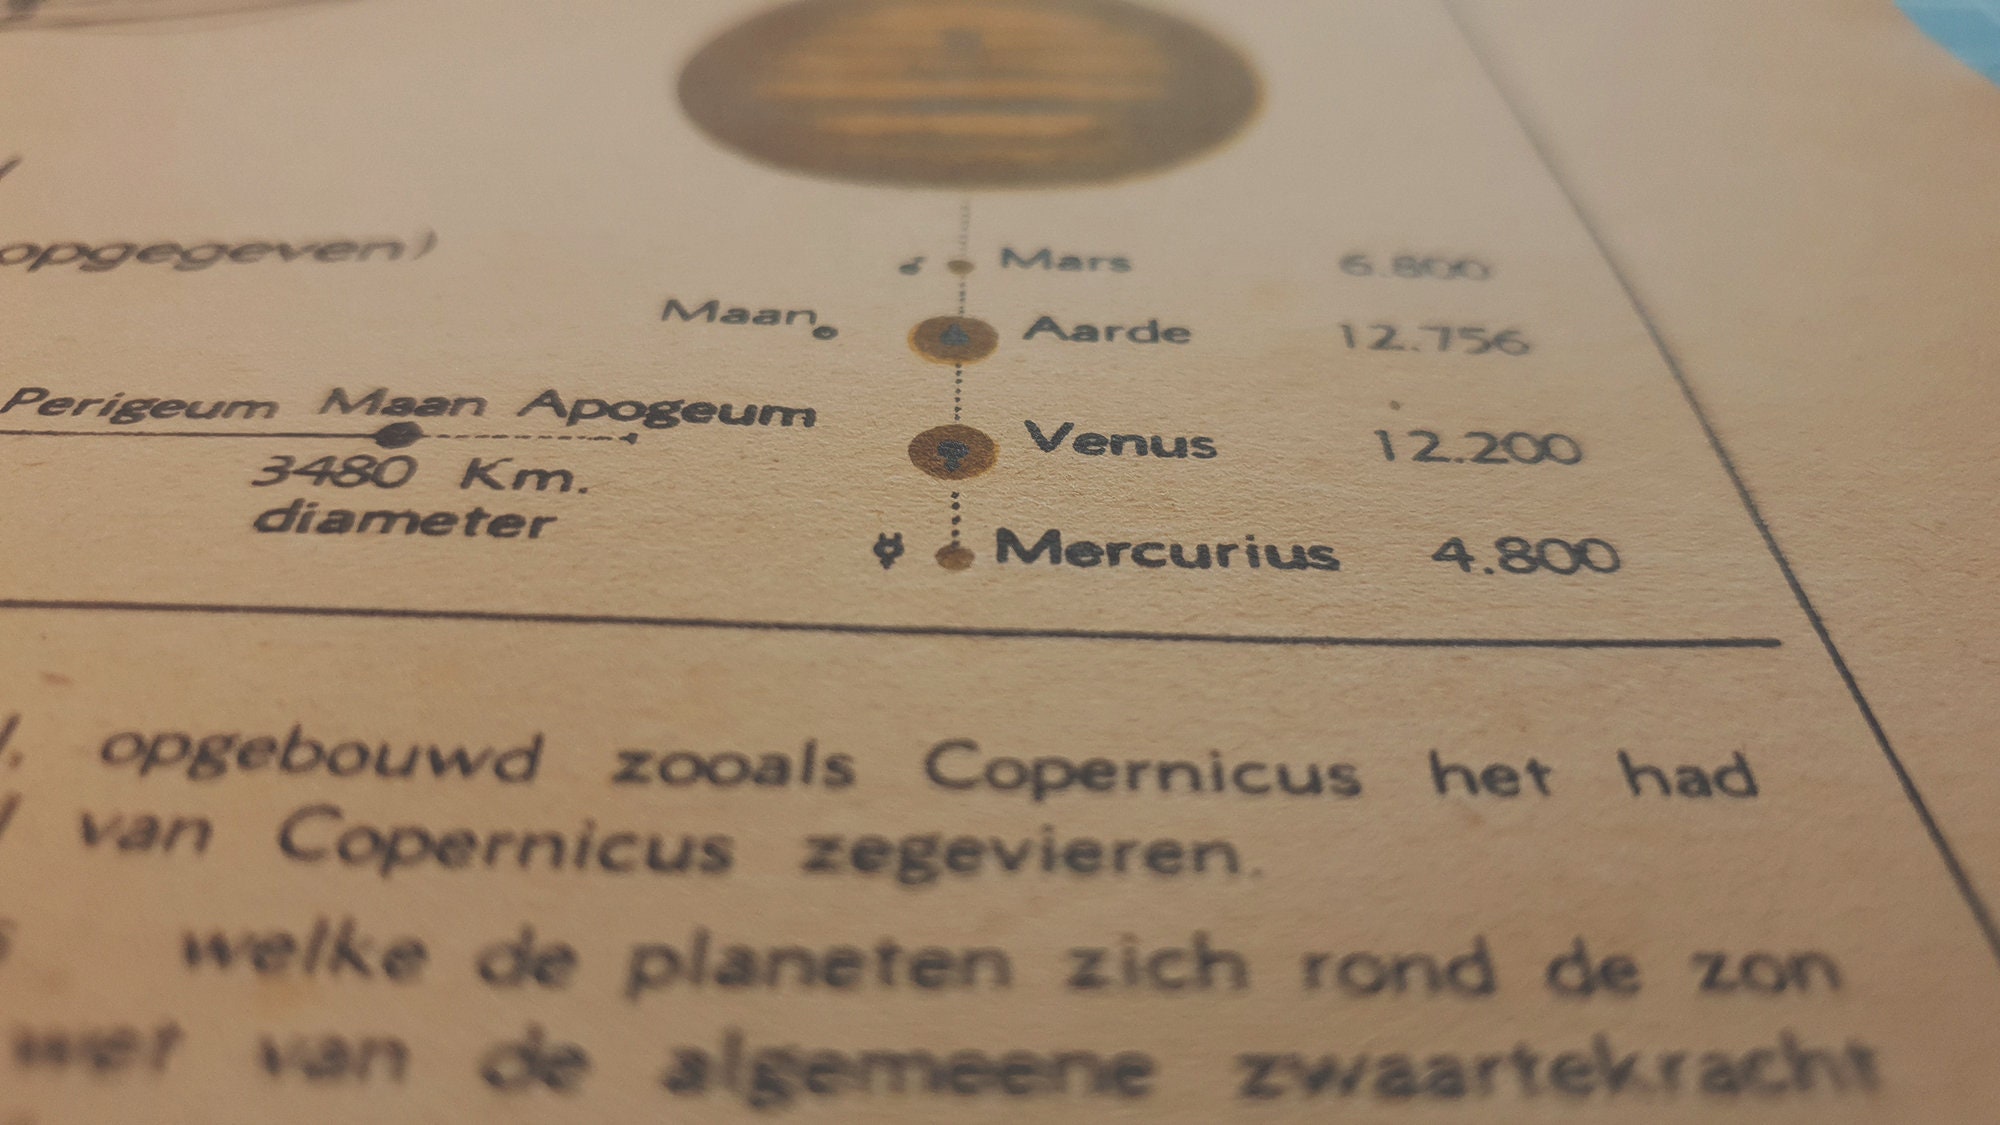 opgegeven)
Mars 6.800
Maan Aarde 12.756
Perigeum Maan Apogeum
Venus 12.200
3480 Km.
diameter
Mercurius 4.800
opgebouwd zooals Copernicus het had
van Copernicus zegevieren.
welke de planeten zich rond de zon
wet van de algemeene zwaartekracht